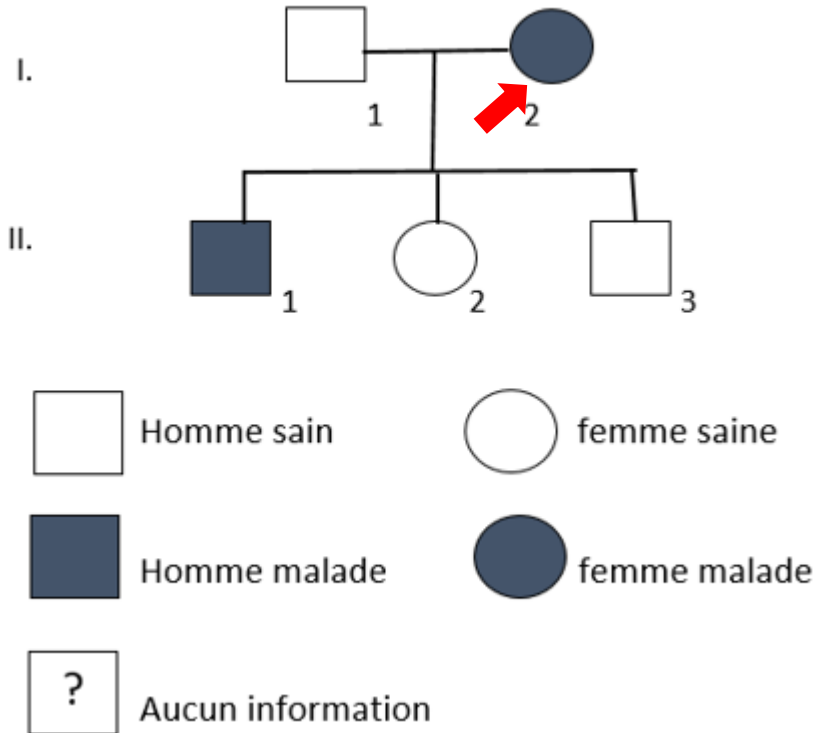 I.
1 2
II.
1 2 3
Homme sain femme saine
Homme malade femme malade
?
Aucun information